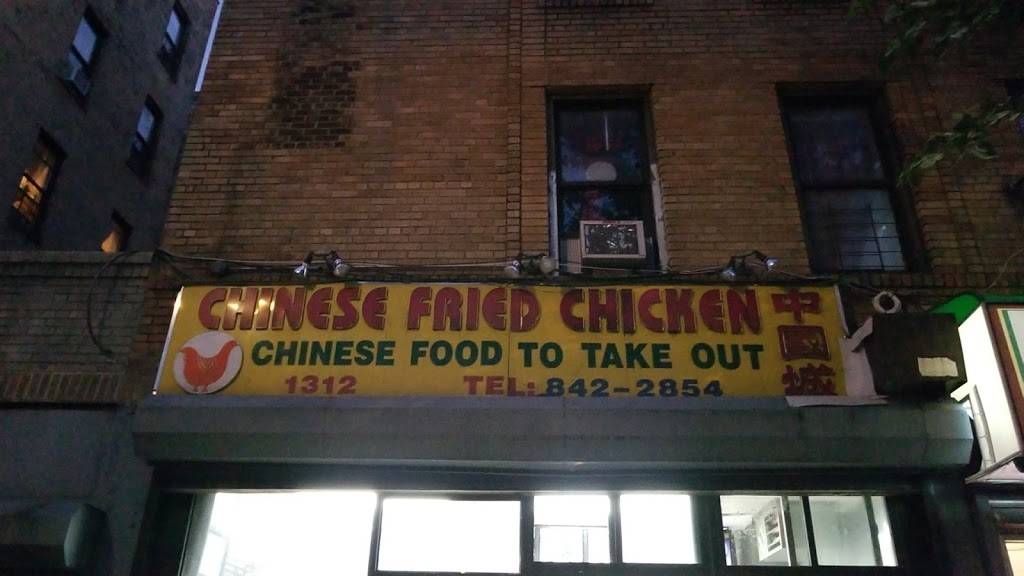 CHINESE FRIED CHICKEN
CHINESE FOOD TO TAKE OUT
1312 TEL: 842-2854
中國城